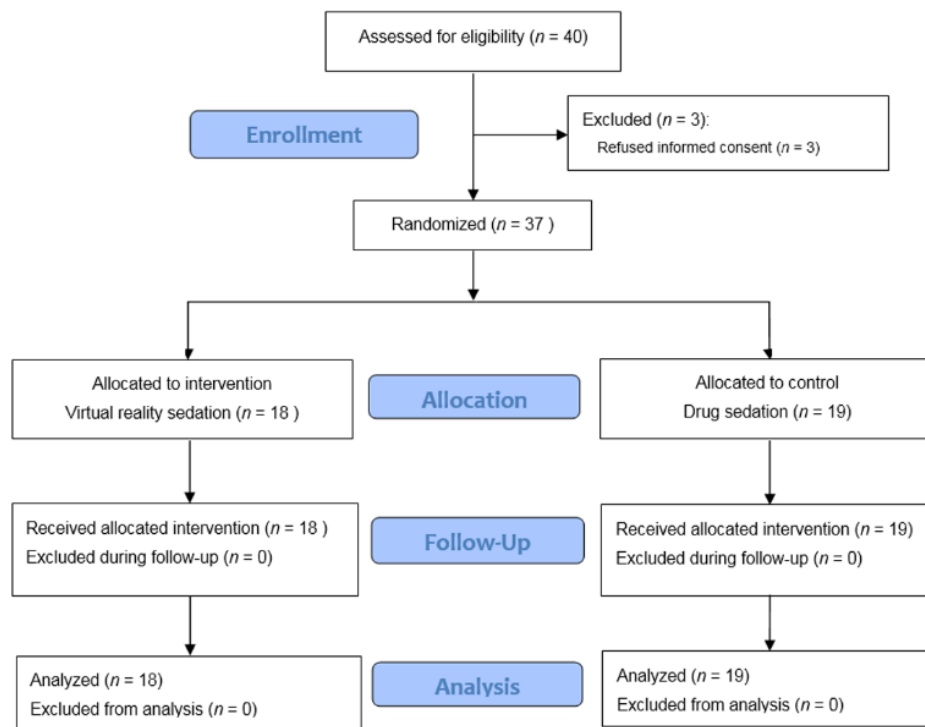 Assessed for eligibility (n = 40)
Enrollment
Excluded (n = 3):
Refused informed consent (n = 3)
Randomized (n = 37 )
Allocated to intervention
Virtual reality sedation (n = 18 )
Allocation
Allocated to control
Drug sedation (n = 19)
Received allocated intervention (n = 18 )
Excluded during follow-up (n = 0)
Follow-Up
Received allocated intervention (n = 19)
Excluded during follow-up (n = 0)
Analyzed (n = 18)
Excluded from analysis (n = 0)
Analysis
Analyzed (n = 19)
Excluded from analysis (n = 0)